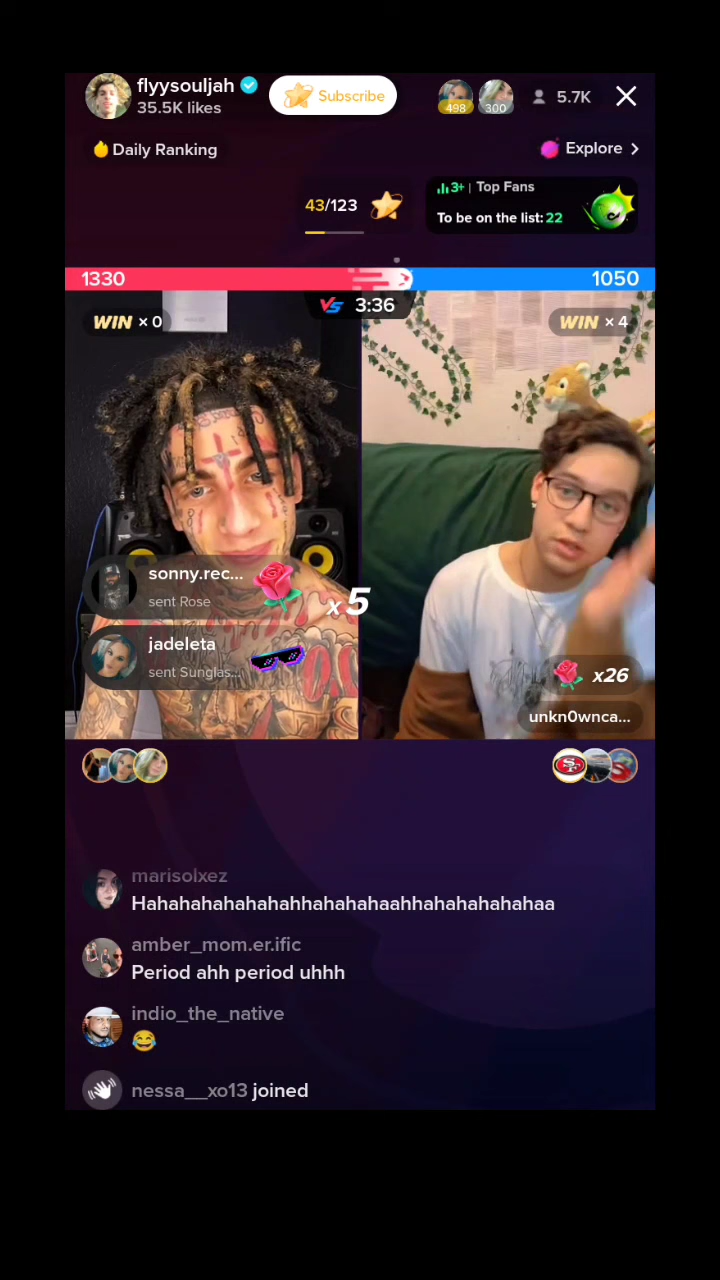 flyysouljah
35.5K likes
Subscribe
498
300
5.7K
Daily Ranking
Explore
43/123
3+ | Top Fans
To be on the list: 22
1330
1050
VS 3:36
WIN × 0
WIN × 4
sonny.rec...
sent Rose
x5
jadeleta
sent Sunglas...
x26
unkn0wnca...
marisolxez
Hahahahahahahahhahahahaahhahahahahahaa
amber_mom.er.ific
Period ahh period uhhh
indio_the_native
😂
nessa__xo13 joined